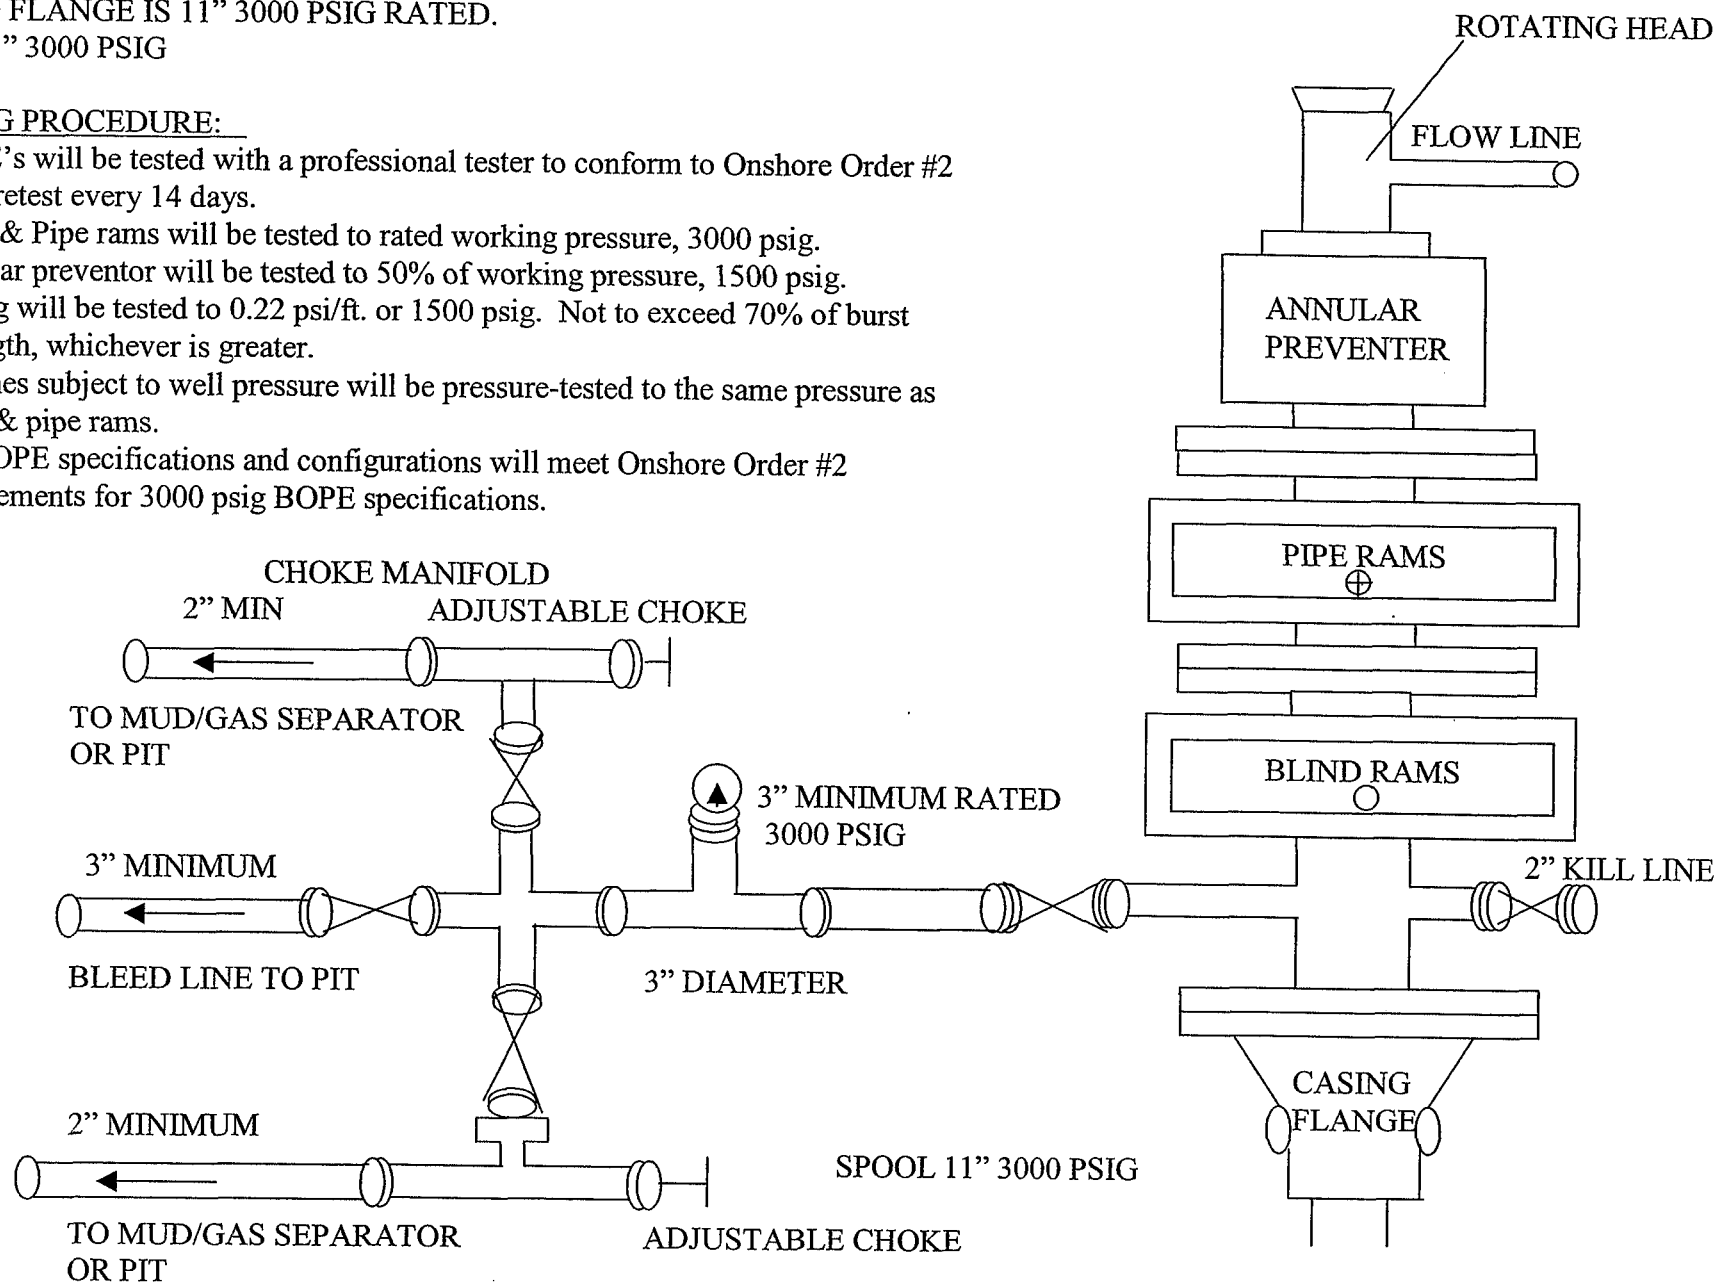 FLANGE IS 11” 3000 PSIG RATED.
” 3000 PSIG
G PROCEDURE:
’s will be tested with a professional tester to conform to Onshore Order #2
retest every 14 days.
& Pipe rams will be tested to rated working pressure, 3000 psig.
ar preventor will be tested to 50% of working pressure, 1500 psig.
g will be tested to 0.22 psi/ft. or 1500 psig. Not to exceed 70% of burst
gth, whichever is greater.
nes subject to well pressure will be pressure-tested to the same pressure as
& pipe rams.
OPE specifications and configurations will meet Onshore Order #2
ements for 3000 psig BOPE specifications.
ROTATING HEAD
FLOW LINE
ANNULAR
PREVENTER
PIPE RAMS
BLIND RAMS
2” KILL LINE
CASING
FLANGE
CHOKE MANIFOLD
2” MIN
ADJUSTABLE CHOKE
TO MUD/GAS SEPARATOR
OR PIT
3” MINIMUM RATED
3000 PSIG
3” MINIMUM
BLEED LINE TO PIT
3” DIAMETER
2” MINIMUM
SPOOL 11” 3000 PSIG
TO MUD/GAS SEPARATOR
OR PIT
ADJUSTABLE CHOKE